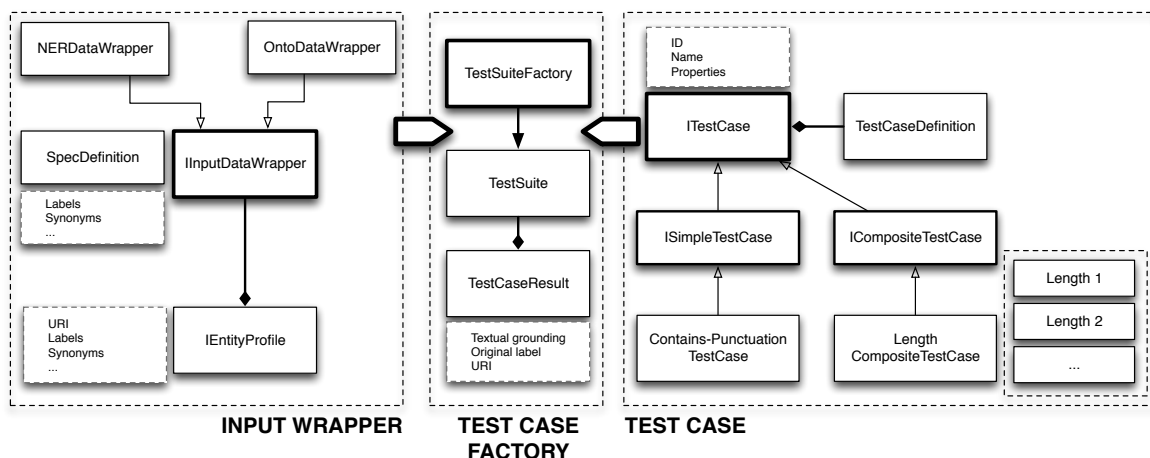 NERDataWrapper
OntoDataWrapper
SpecDefinition
IInputDataWrapper
Labels
Synonyms
...
URI
Labels
Synonyms
...
IEntityProfile
INPUT WRAPPER
TestSuiteFactory
TestSuite
TestCaseResult
Textual grounding
Original label
URI
TEST CASE
FACTORY
ID
Name
Properties
ITestCase
TestCaseDefinition
ISimpleTestCase
ICompositeTestCase
Contains-Punctuation
TestCase
Length
CompositeTestCase
Length 1
Length 2
...
TEST CASE